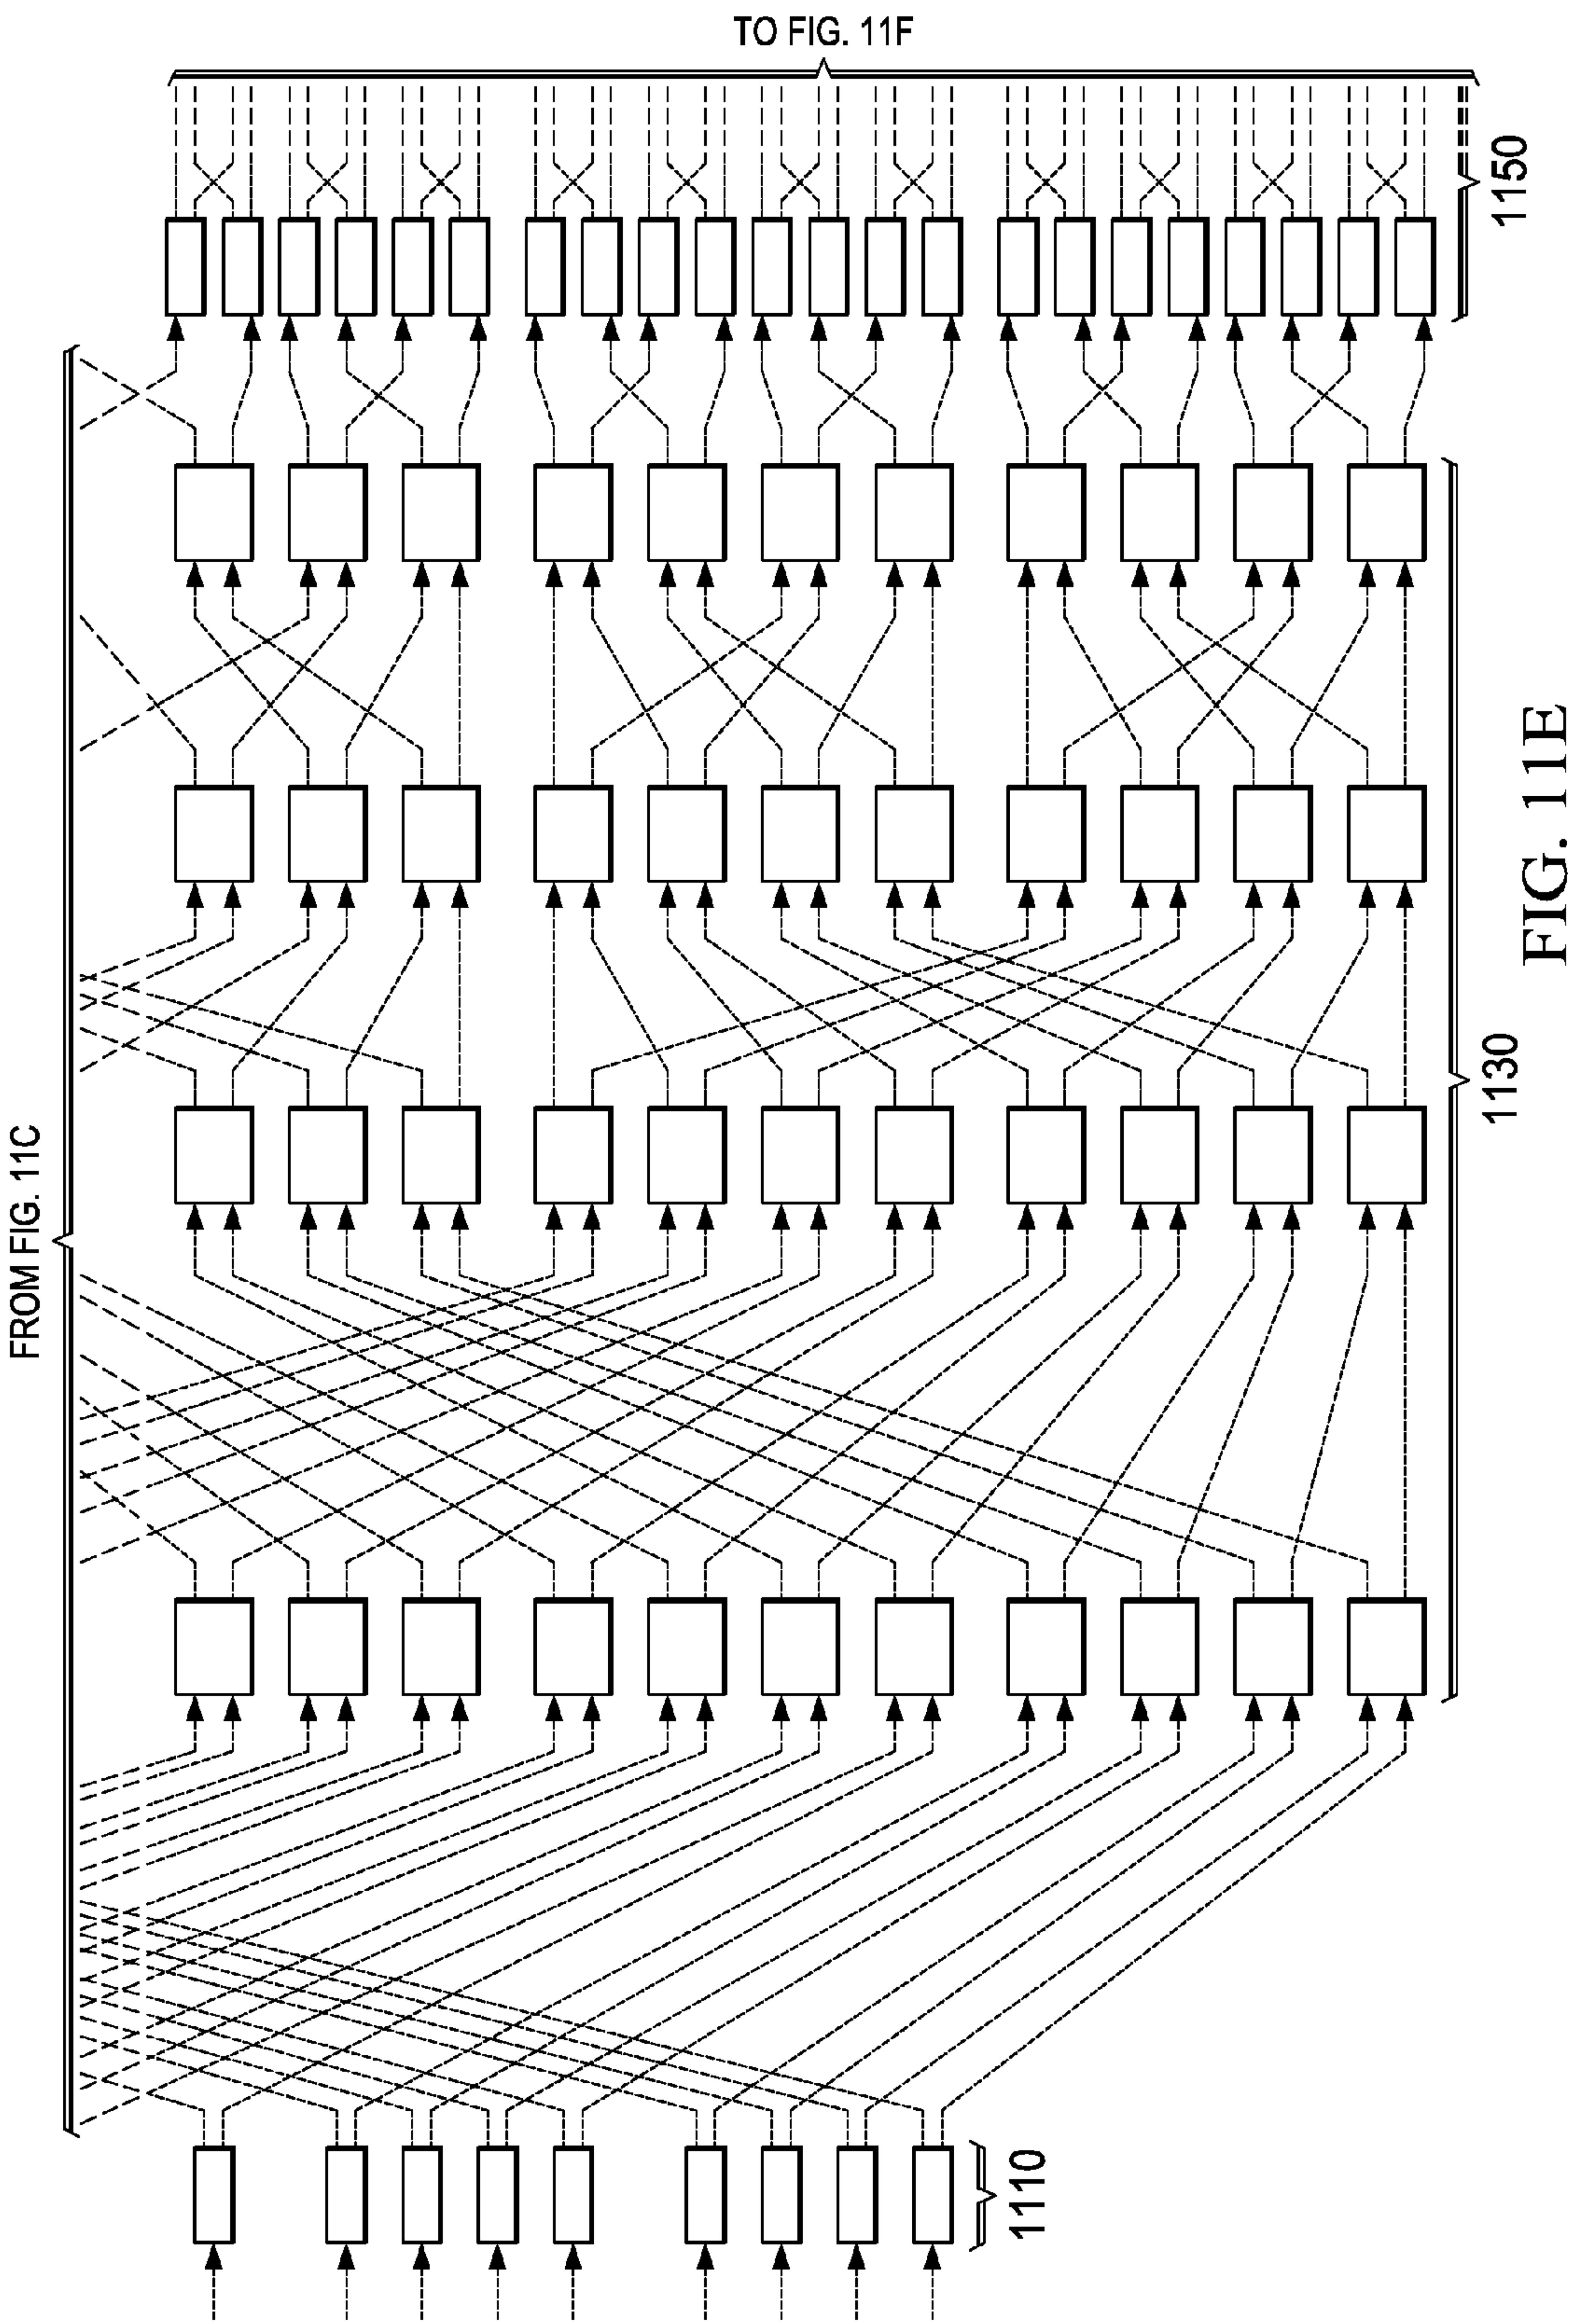 TO FIG. 11F
1150
FROM FIG. 11C
1130
FIG. 11E
1110